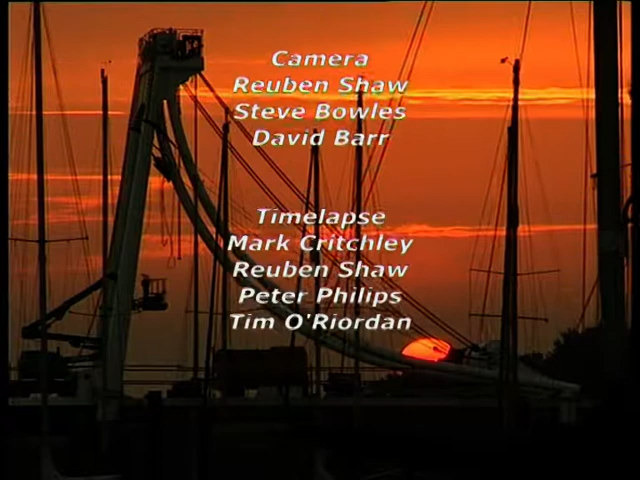 Camera
Reuben Shaw
Steve Bowles
David Barr
Timelapse
Mark Critchley
Reuben Shaw
Peter Philips
Tim O'Riordan